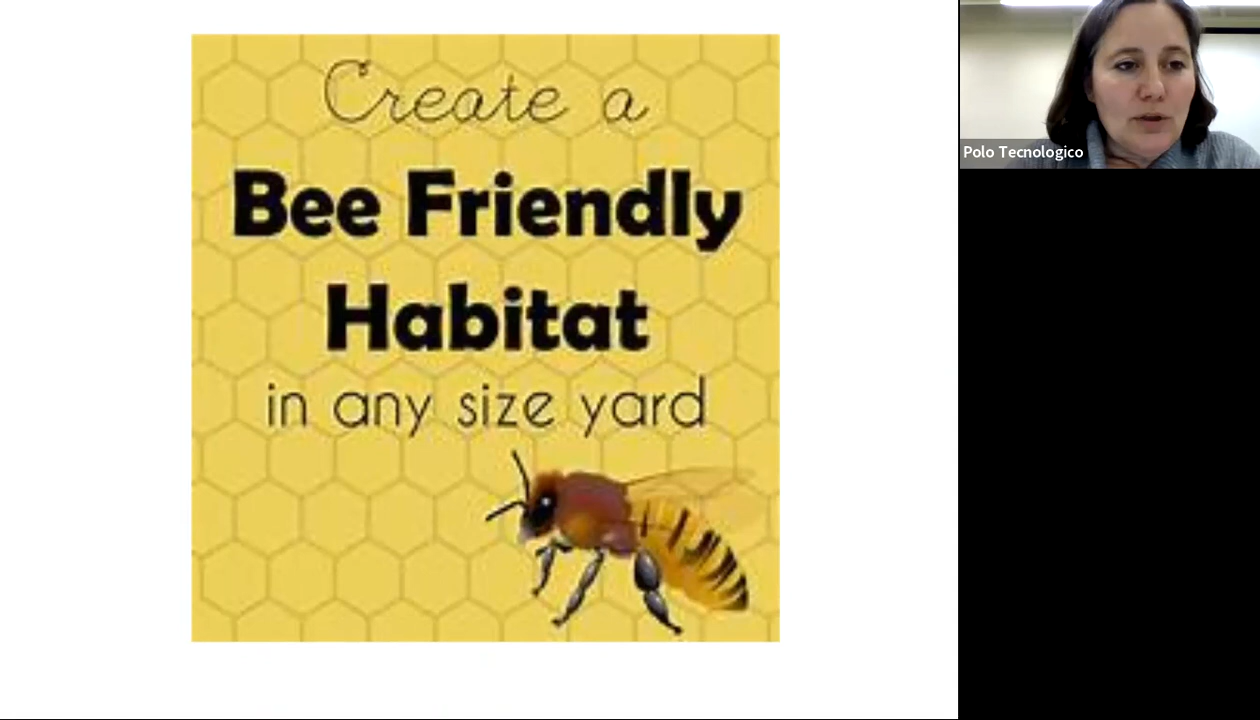 Create a
Bee Friendly
Habitat
in any size yard
Polo Tecnologico